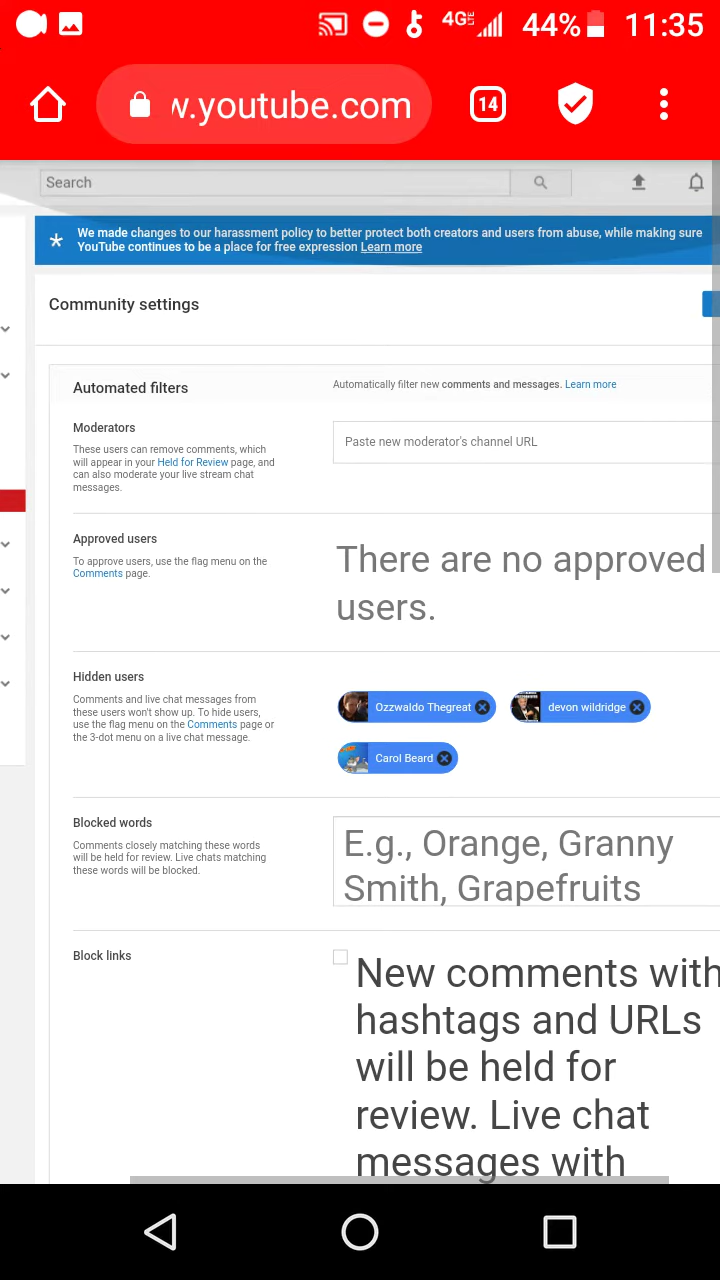 4G LTE 44% 11:35
w.youtube.com 14
Search
We made changes to our harassment policy to better protect both creators and users from abuse, while making sure
YouTube continues to be a place for free expression Learn more
Community settings
Automated filters
Automatically filter new comments and messages. Learn more
Moderators
These users can remove comments, which
will appear in your Held for Review page, and
can also moderate your live stream chat
messages.
Paste new moderator's channel URL
Approved users
To approve users, use the flag menu on the
Comments page.
There are no approved
users.
Hidden users
Comments and live chat messages from
these users won't show up. To hide users,
use the flag menu on the Comments page or
the 3-dot menu on a live chat message.
Ozzwaldo Thegreat devon wildridge
Carol Beard
Blocked words
Comments closely matching these words
will be held for review. Live chats matching
these words will be blocked.
E.g., Orange, Granny
Smith, Grapefruits
Block links
New comments with
hashtags and URLs
will be held for
review. Live chat
messages with